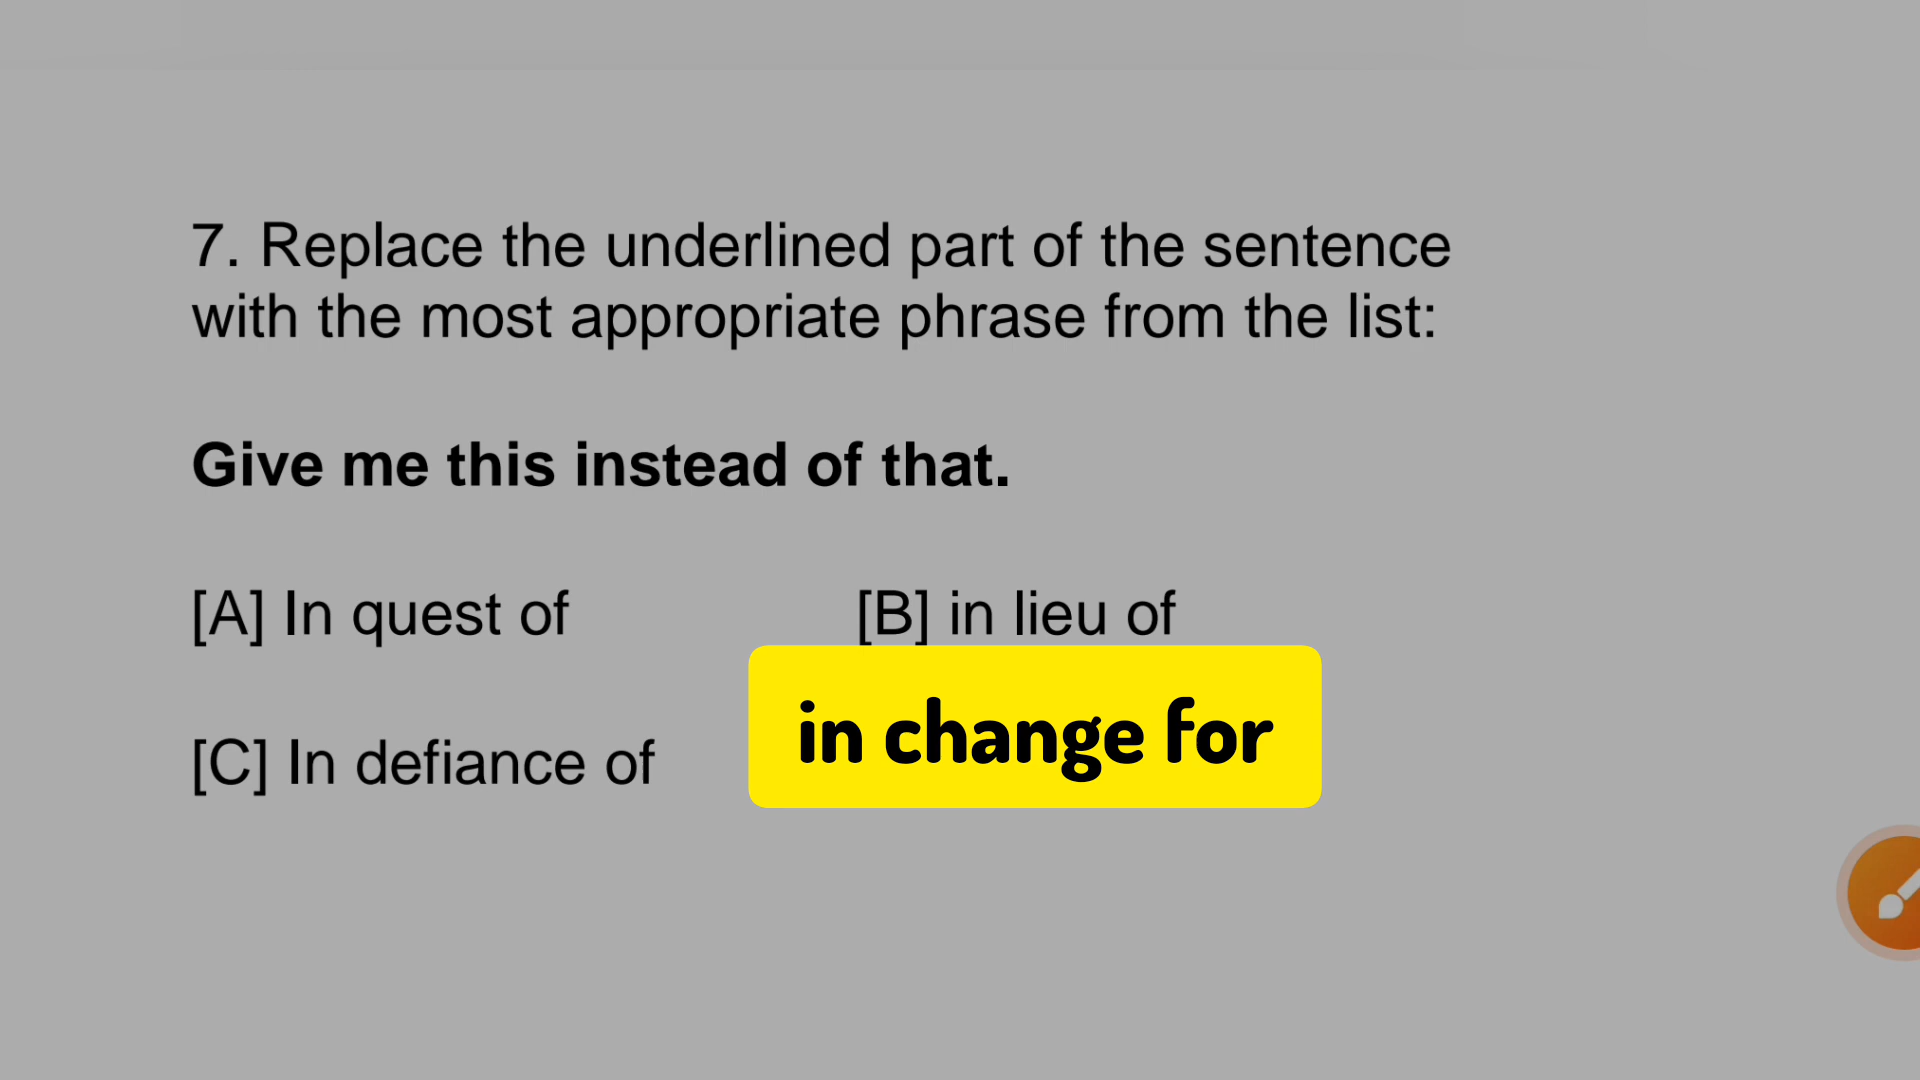 7. Replace the underlined part of the sentence
with the most appropriate phrase from the list:
Give me this instead of that.
[A] In quest of [B] in lieu of
[C] In defiance of in change for